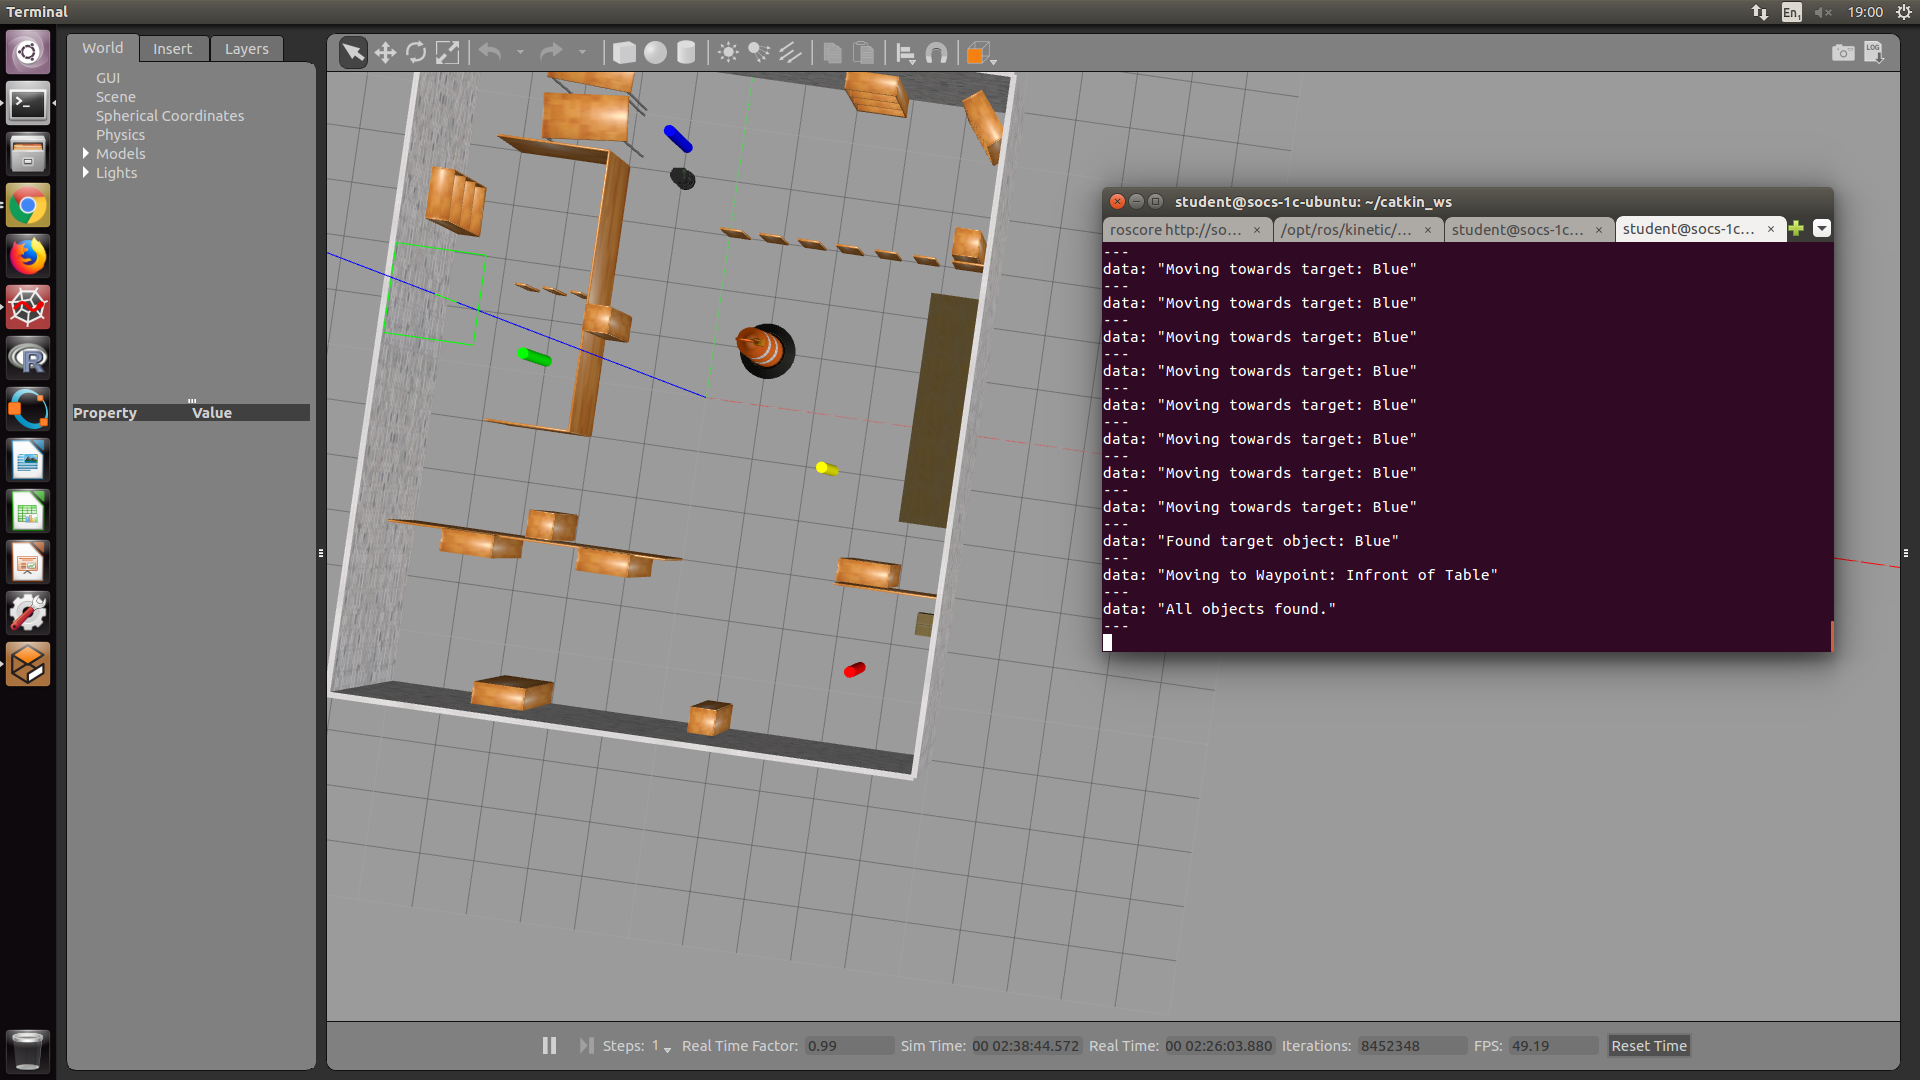 Terminal
En1
19:00
World
Insert
Layers
GUI
Scene
Spherical Coordinates
Physics
Models
Lights
Property Value
LOG
student@socs-1c-ubuntu: ~/catkin_ws
roscore http://so... × /opt/ros/kinetic/... × student@socs-1c... × student@socs-1c... ×
---
data: "Moving towards target: Blue"
---
data: "Moving towards target: Blue"
---
data: "Moving towards target: Blue"
---
data: "Moving towards target: Blue"
---
data: "Moving towards target: Blue"
---
data: "Moving towards target: Blue"
---
data: "Moving towards target: Blue"
---
data: "Moving towards target: Blue"
---
data: "Found target object: Blue"
---
data: "Moving to Waypoint: Infront of Table"
---
data: "All objects found."
---
Steps: 1 Real Time Factor: 0.99 Sim Time: 00 02:38:44.572 Real Time: 00 02:26:03.880 Iterations: 8452348 FPS: 49.19 Reset Time